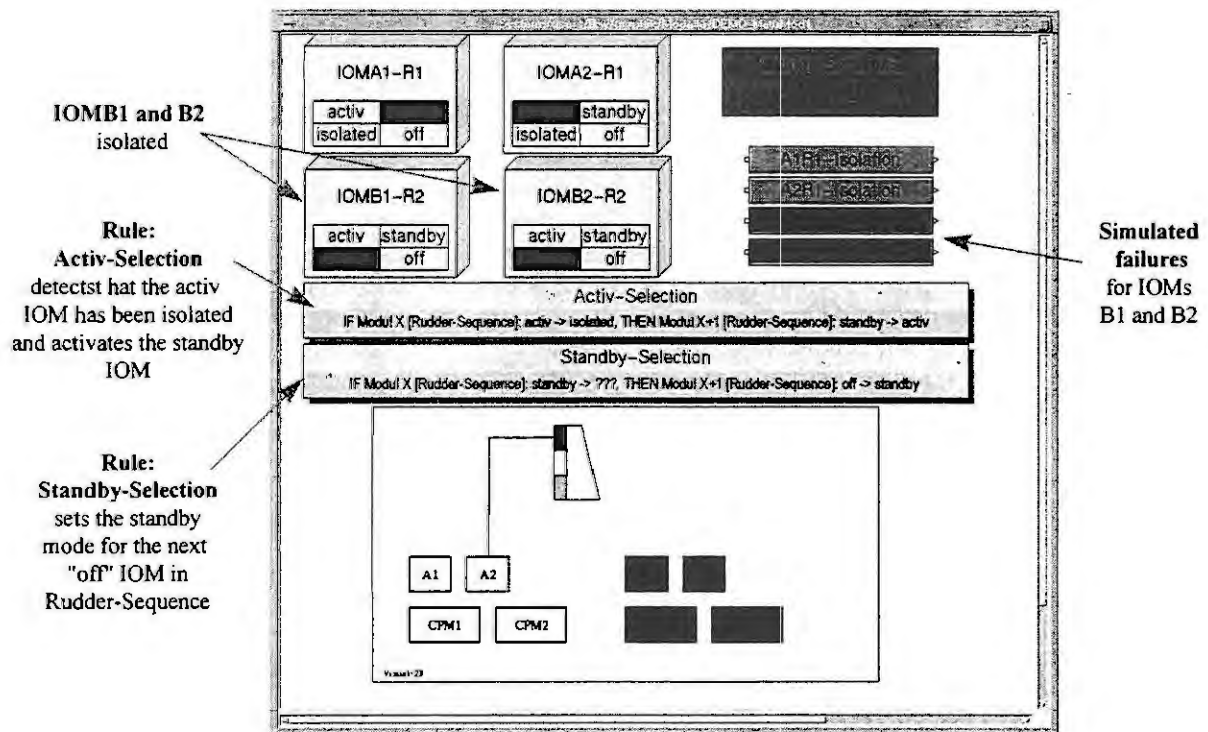 IOMA1-R1
activ
isolated off
IOMA2-R1
standby
isolated off
IOMB1 and B2
isolated
IOMB1-R2
activ standby
off
IOMB2-R2
activ standby
off
A1R1-Isolation
A2R1-Isolation
Simulated
failures
for IOMs
B1 and B2
Rule:
Activ-Selection
detectst hat the activ
IOM has been isolated
and activates the standby
IOM
Activ-Selection
IF Modul X [Rudder-Sequence]: activ -> isolated, THEN Modul X+1 [Rudder-Sequence]: standby -> activ
Standby-Selection
IF Modul X [Rudder-Sequence]: standby -> ???, THEN Modul X+1 [Rudder-Sequence]: off -> standby
Rule:
Standby-Selection
sets the standby
mode for the next
"off" IOM in
Rudder-Sequence
A1 A2
CPM1 CPM2